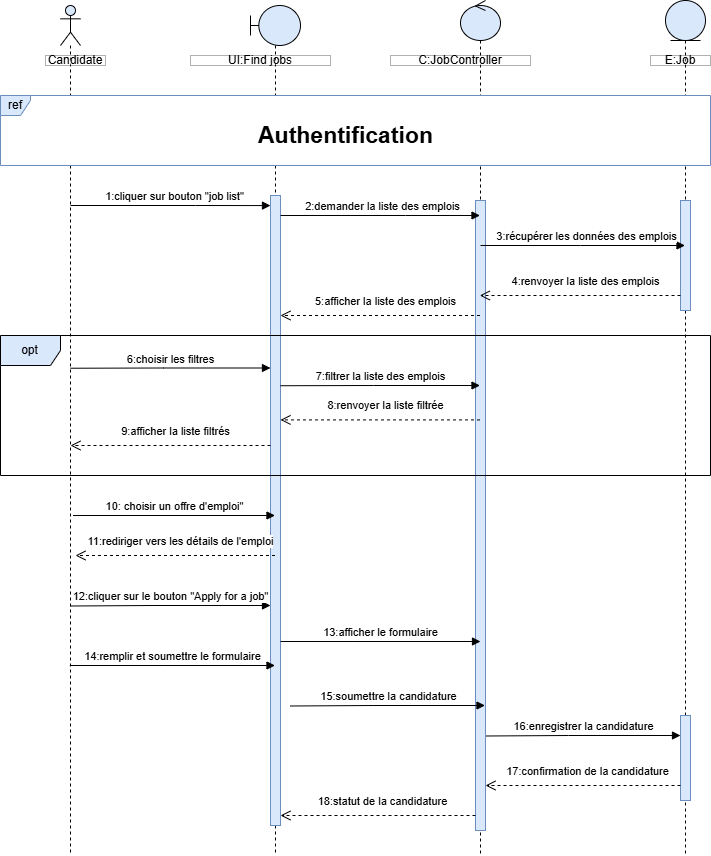 Candidate
UI:Find jobs
C:JobController
E:Job
ref
Authentification
1:cliquer sur bouton "job list"
2:demander la liste des emplois
3:récupérer les données des emplois
4:renvoyer la liste des emplois
5:afficher la liste des emplois
opt
6:choisir les filtres
7:filtrer la liste des emplois
8:renvoyer la liste filtrée
9:afficher la liste filtrés
10: choisir un offre d'emploi"
11:rediriger vers les détails de l'emploi
12:cliquer sur le bouton "Apply for a job"
13:afficher le formulaire
14:remplir et soumettre le formulaire
15:soumettre la candidature
16:enregistrer la candidature
17:confirmation de la candidature
18:statut de la candidature